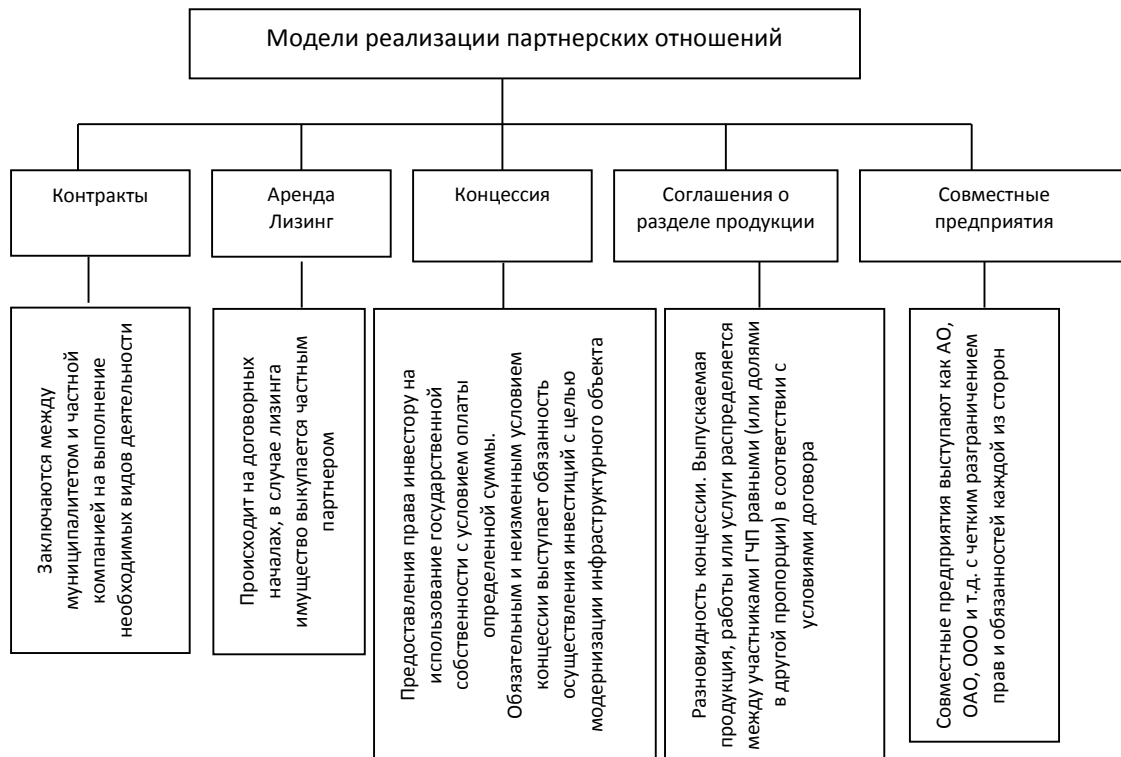 Модели реализации партнерских отношений
Контракты
Аренда
Лизинг
Концессия
Соглашения о
разделе продукции
Совместные
предприятия
Заключаются между
муниципалитетом и частной
компанией на выполнение
необходимых видов деятельности
Происходит на договорных
началах, в случае лизинга
имущество выкупается частным
партнером
Предоставления права инвестору на
использование государственной
собственности с условием оплаты
определенной суммы.
Обязательным и неизменным условием
концессии выступает обязанность
осуществления инвестиций с целью
модернизации инфраструктурного объекта
Разновидность концессии. Выпускаемая
продукция, работы или услуги распределяется
между участниками ГЧП равными (или долями
в другой пропорции) в соответствии с
условиями договора
Совместные предприятия выступают как АО,
ОАО, ООО и т.д. с четким разграничением
прав и обязанностей каждой из сторон